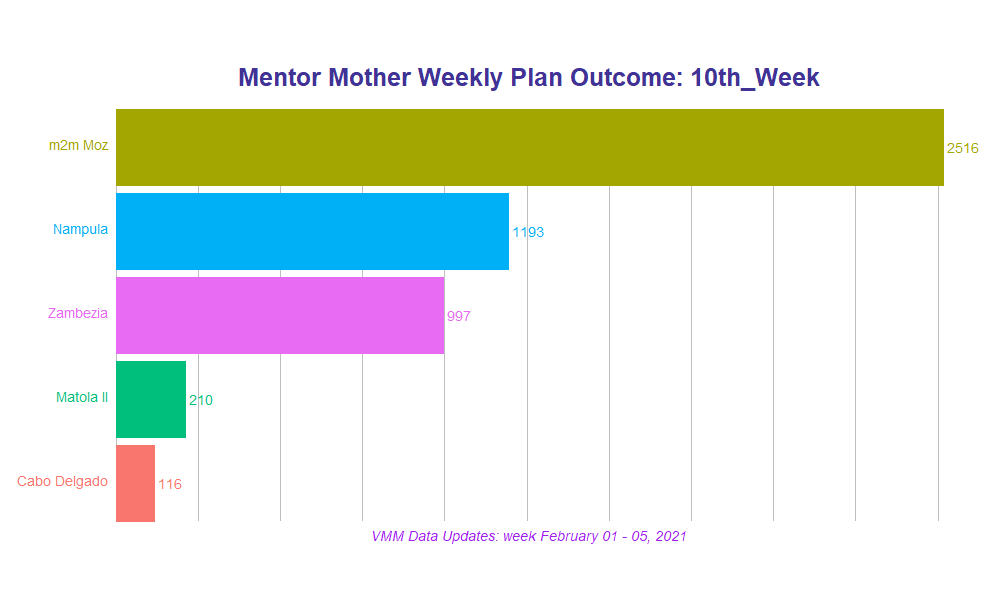 Mentor Mother Weekly Plan Outcome: 10th_Week
m2m Moz
2516
Nampula
1193
Zambezia
997
Matola II
210
Cabo Delgado
116
VMM Data Updates: week February 01 - 05, 2021